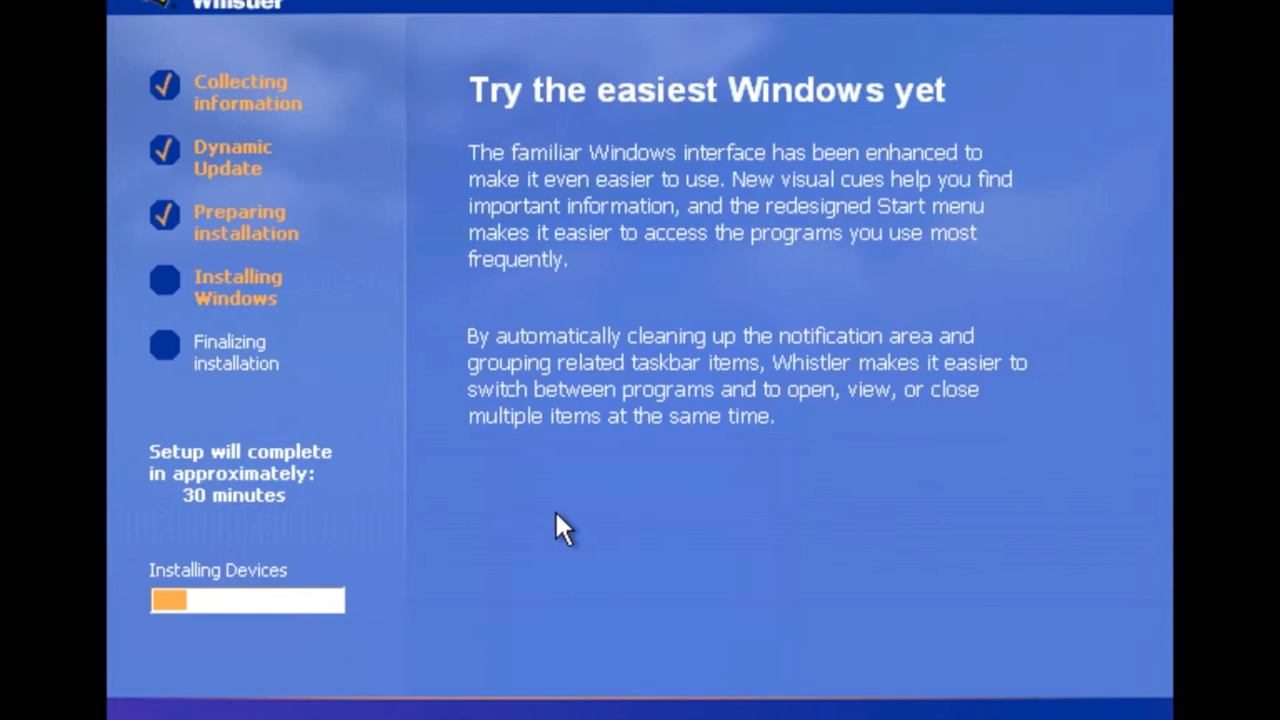 Whistler
Collecting
information
Dynamic
Update
Preparing
installation
Installing
Windows
Finalizing
installation
Setup will complete
in approximately:
30 minutes
Installing Devices
Try the easiest Windows yet
The familiar Windows interface has been enhanced to
make it even easier to use. New visual cues help you find
important information, and the redesigned Start menu
makes it easier to access the programs you use most
frequently.
By automatically cleaning up the notification area and
grouping related taskbar items, Whistler makes it easier to
switch between programs and to open, view, or close
multiple items at the same time.